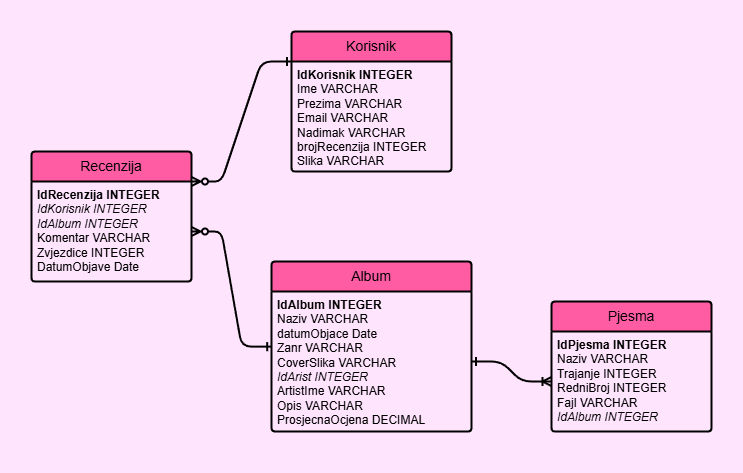 Korisnik
IdKorisnik INTEGER
Ime VARCHAR
Prezima VARCHAR
Email VARCHAR
Nadimak VARCHAR
brojRecenzija INTEGER
Slika VARCHAR
Recenzija
IdRecenzija INTEGER
IdKorisnik INTEGER
IdAlbum INTEGER
Komentar VARCHAR
Zvjezdice INTEGER
DatumObjave Date
Album
IdAlbum INTEGER
Naziv VARCHAR
datumObjace Date
Zanr VARCHAR
CoverSlika VARCHAR
IdArist INTEGER
ArtistIme VARCHAR
Opis VARCHAR
ProsjecnaOcjena DECIMAL
Pjesma
IdPjesma INTEGER
Naziv VARCHAR
Trajanje INTEGER
RedniBroj INTEGER
Fajl VARCHAR
IdAlbum INTEGER